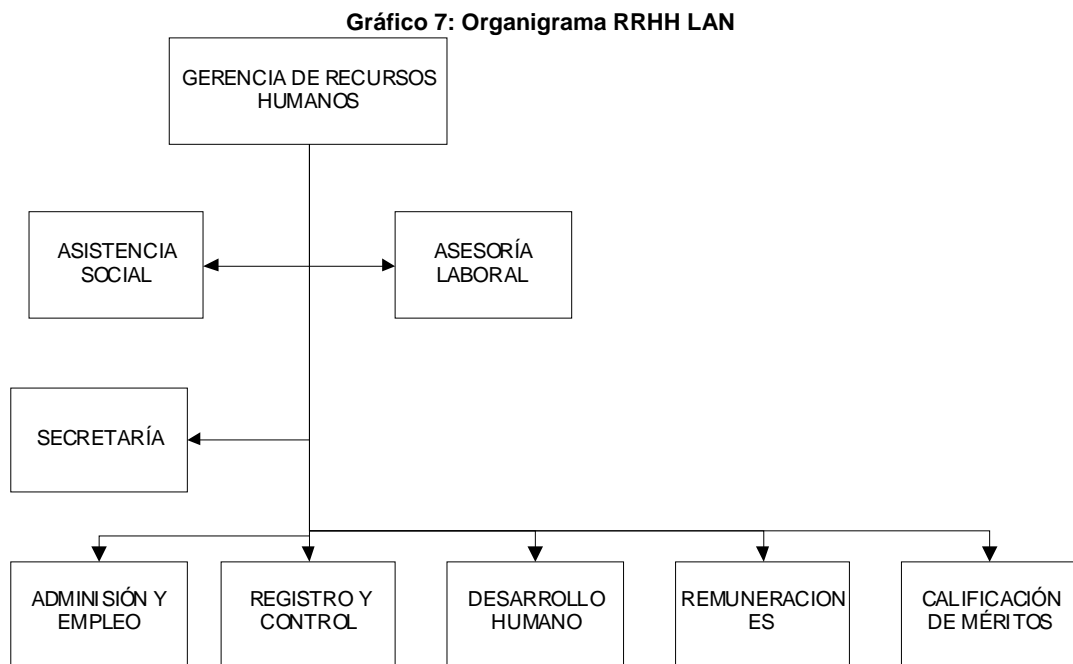 Gráfico 7: Organigrama RRHH LAN
GERENCIA DE RECURSOS
HUMANOS
ASISTENCIA
SOCIAL
ASESORÍA
LABORAL
SECRETARÍA
ADMINISIÓN Y
EMPLEO
REGISTRO Y
CONTROL
DESARROLLO
HUMANO
REMUNERACION
ES
CALIFICACIÓN
DE MÉRITOS